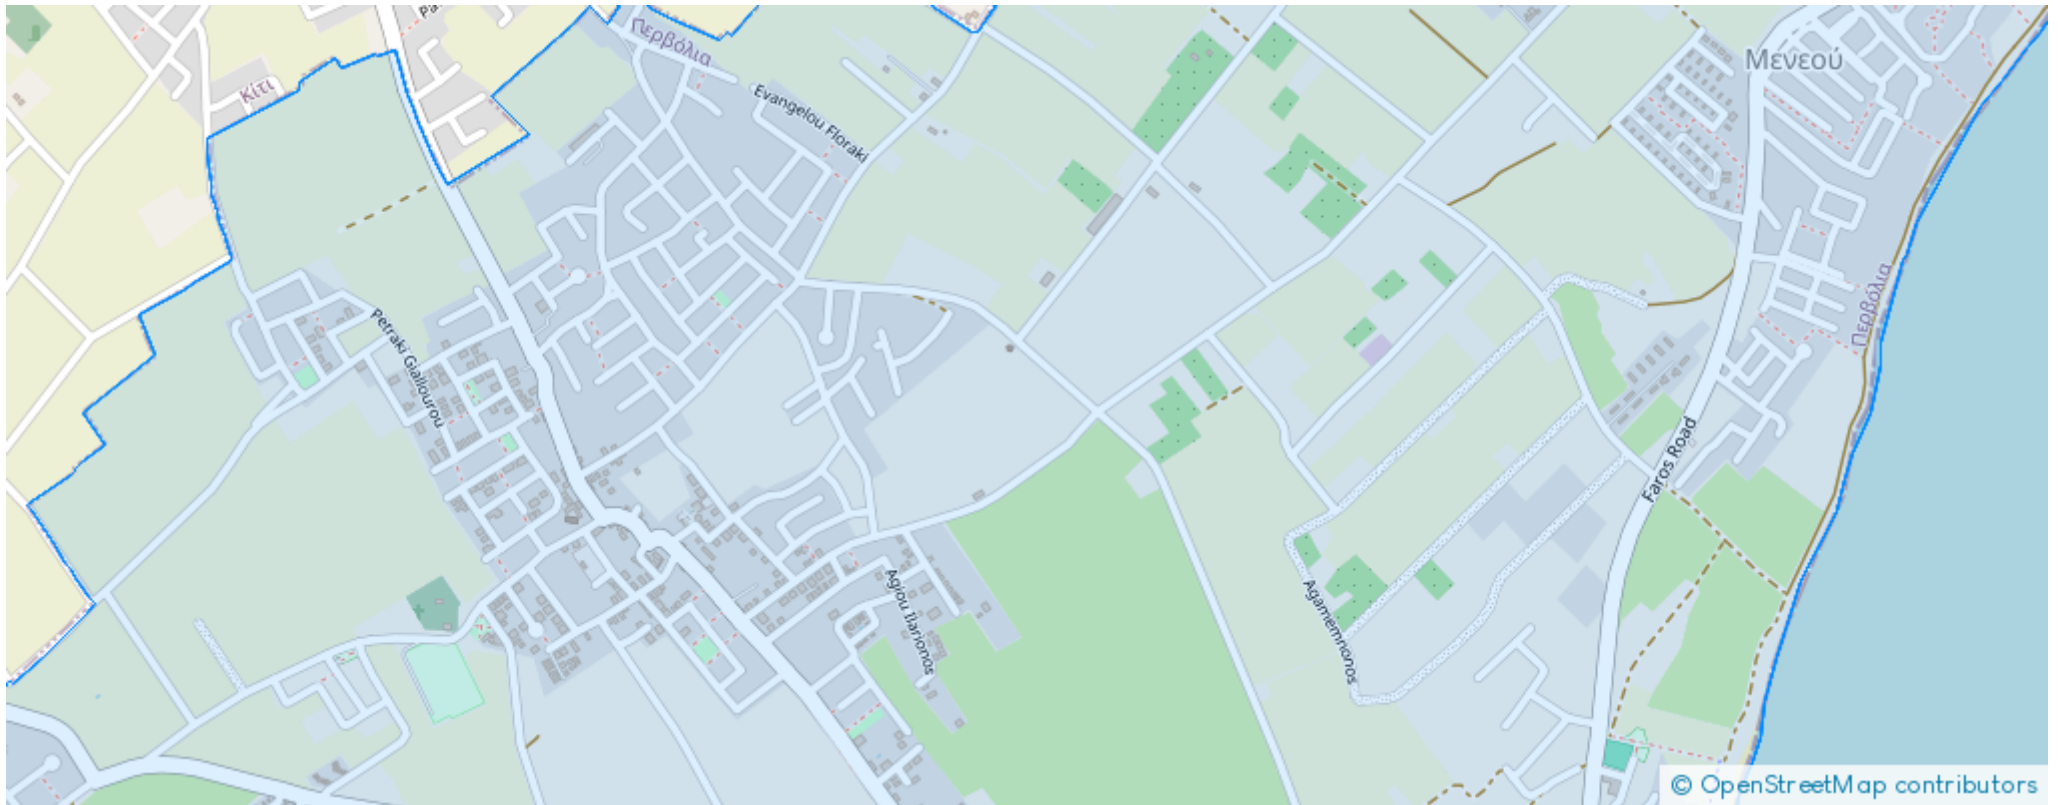 Περβόλια
Μενεού
Κίτι
Evangelou Floraki
Περβόλια
Petraki Giallourou
Faros Road
Agiou Ilarionos
Agamemnonos
© OpenStreetMap contributors